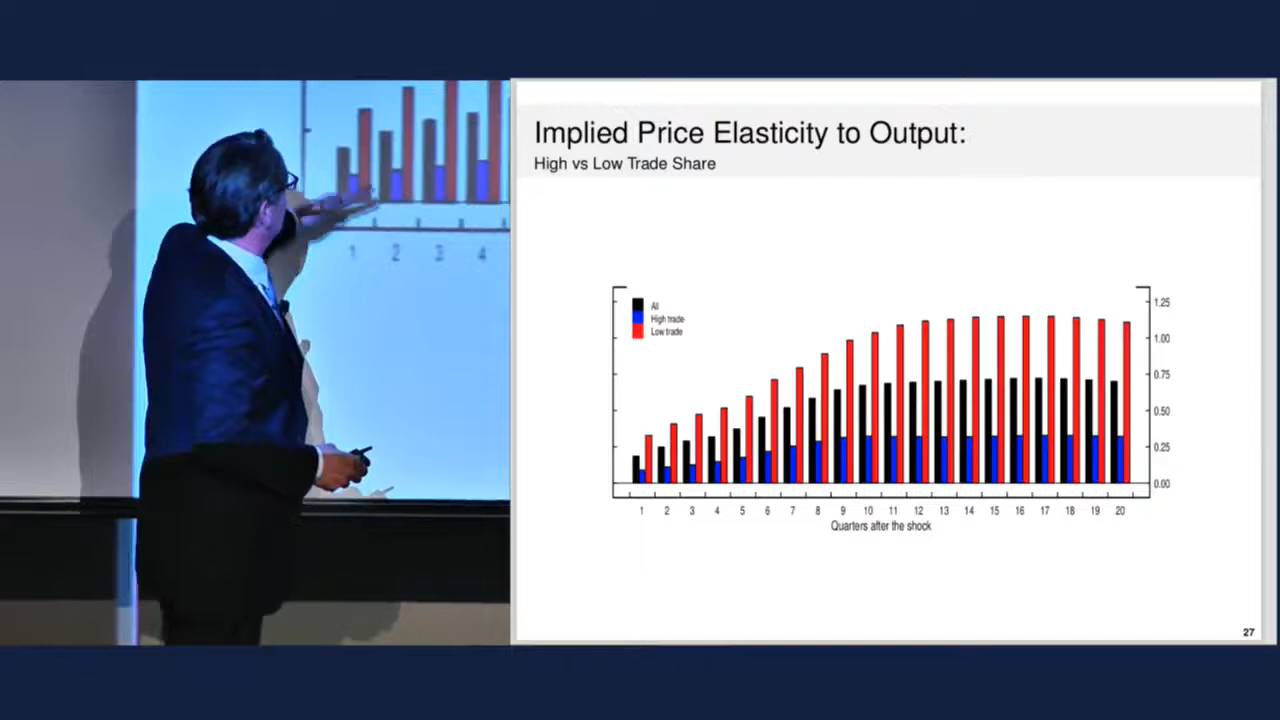 Implied Price Elasticity to Output:
High vs Low Trade Share
All
High trade
Low trade
1.25
1.00
0.75
0.50
0.25
0.00
1 2 3 4 5 6 7 8 9 10 11 12 13 14 15 16 17 18 19 20
Quarters after the shock
27
1 2 3 4